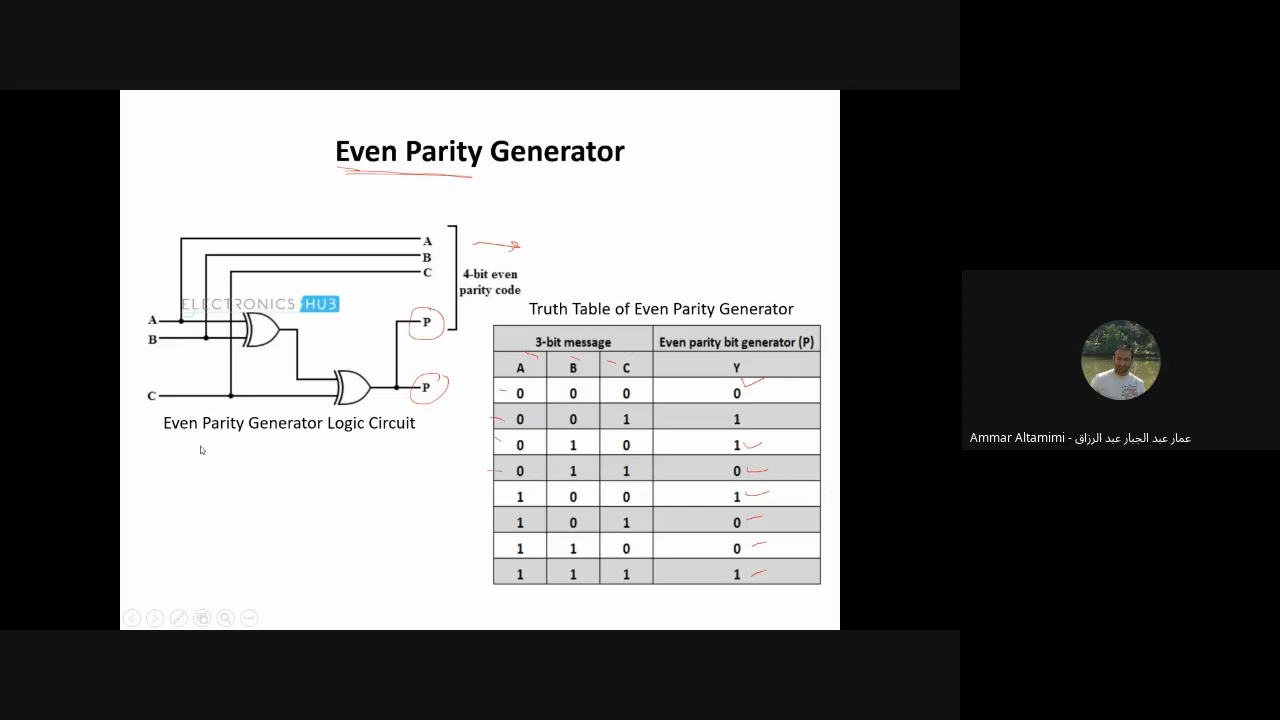 Even Parity Generator
A
B
C
4-bit even
parity code
ELECTRONICS HUB
A
B
P
C
P
Even Parity Generator Logic Circuit
Truth Table of Even Parity Generator
3-bit message Even parity bit generator (P)
A B C Y
0 0 0 0
0 0 1 1
0 1 0 1
0 1 1 0
1 0 0 1
1 0 1 0
1 1 0 0
1 1 1 1
Ammar Altamimi - عمار عبد الجبار عبد الرزاق